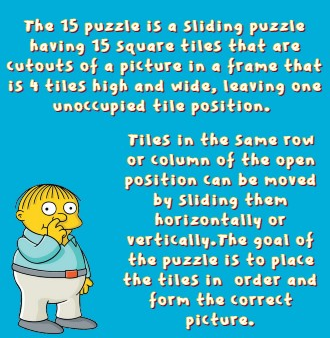 The 15 puzzle is a sliding puzzle
having 15 square tiles that are
cutouts of a picture in a frame that
is 4 tiles high and wide, leaving one
unoccupied tile position.
Tiles in the same row
or column of the open
position can be moved
by sliding them
horizontally or
vertically.The goal of
the puzzle is to place
the tiles in order and
form the correct
picture.